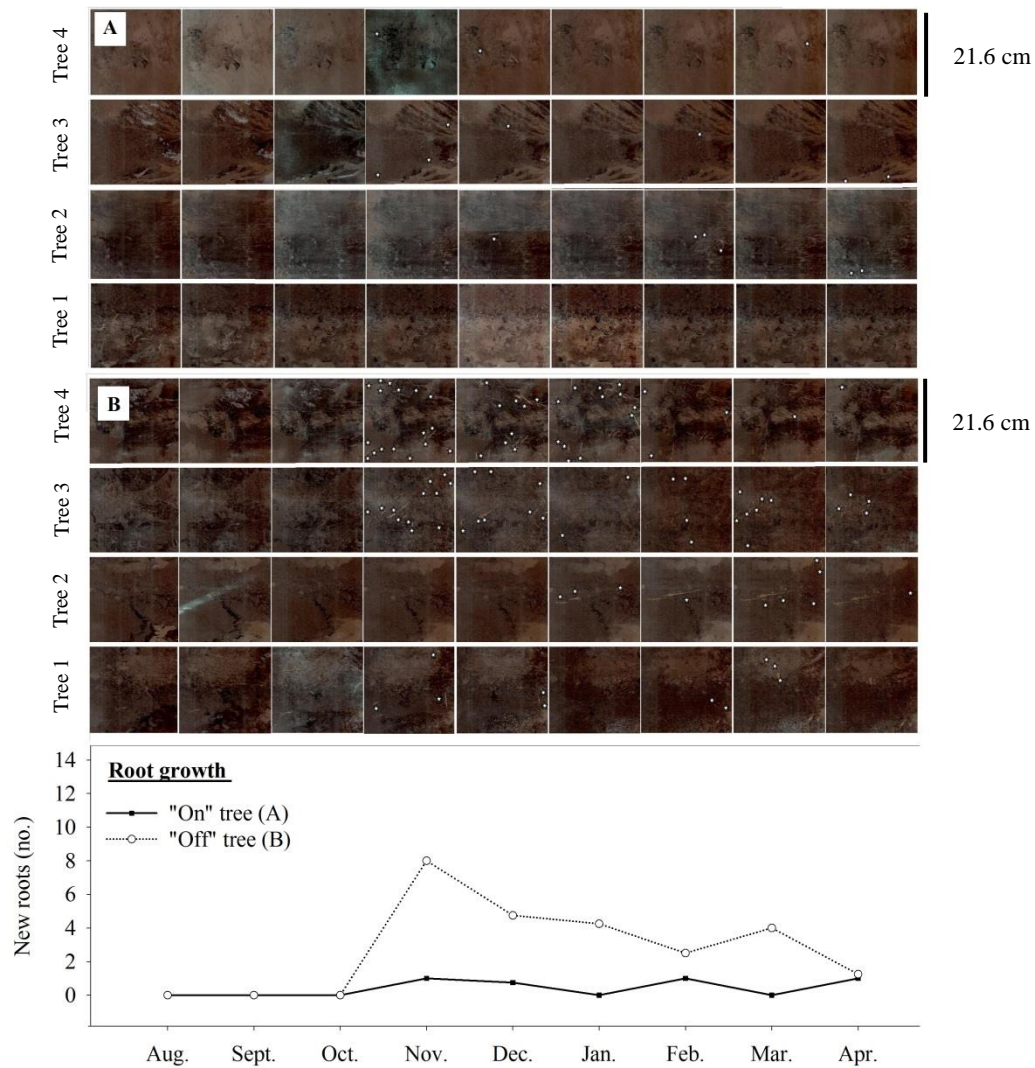 A
Tree 4
21.6 cm
Tree 3
Tree 2
Tree 1
B
Tree 4
21.6 cm
Tree 3
Tree 2
Tree 1
Root growth
"On" tree (A)
"Off" tree (B)
New roots (no.)
14
12
10
8
6
4
2
0
Aug. Sept. Oct. Nov. Dec. Jan. Feb. Mar. Apr.